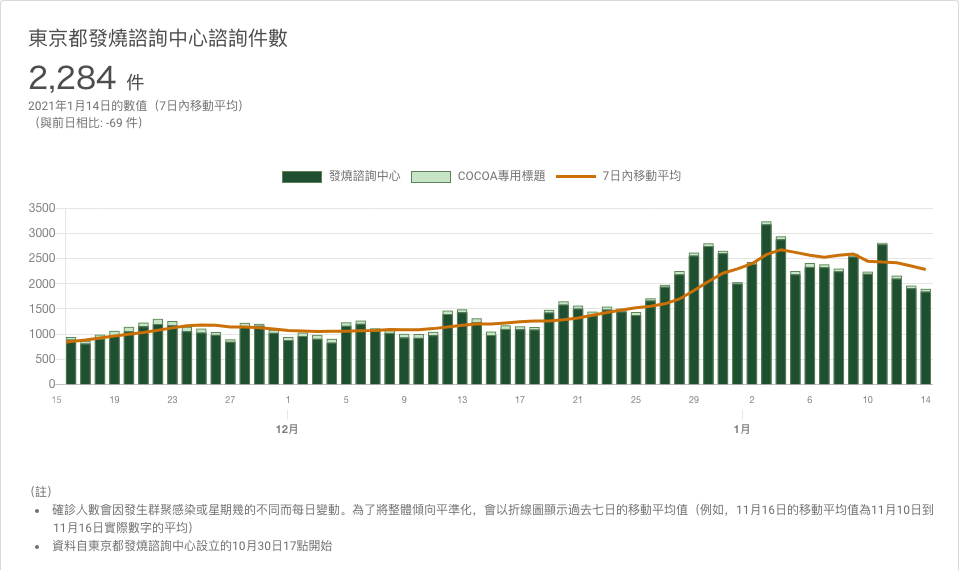 東京都發燒諮詢中心諮詢件數
2,284 件
2021年1月14日的數值（7日內移動平均）
（與前日相比: -69 件）
發燒諮詢中心 COCOA專用標題 7日內移動平均
3500
3000
2500
2000
1500
1000
500
0
15 19 23 27 1 5 9 13 17 21 25 29 2 6 10 14
12月 1月
（註）
• 確診人數會因發生群聚感染或星期幾的不同而每日變動。為了將整體傾向平準化，會以折線圖顯示過去七日的移動平均值（例如，11月16日的移動平均值為11月10日到
11月16日實際數字的平均）
• 資料自東京都發燒諮詢中心設立的10月30日17點開始